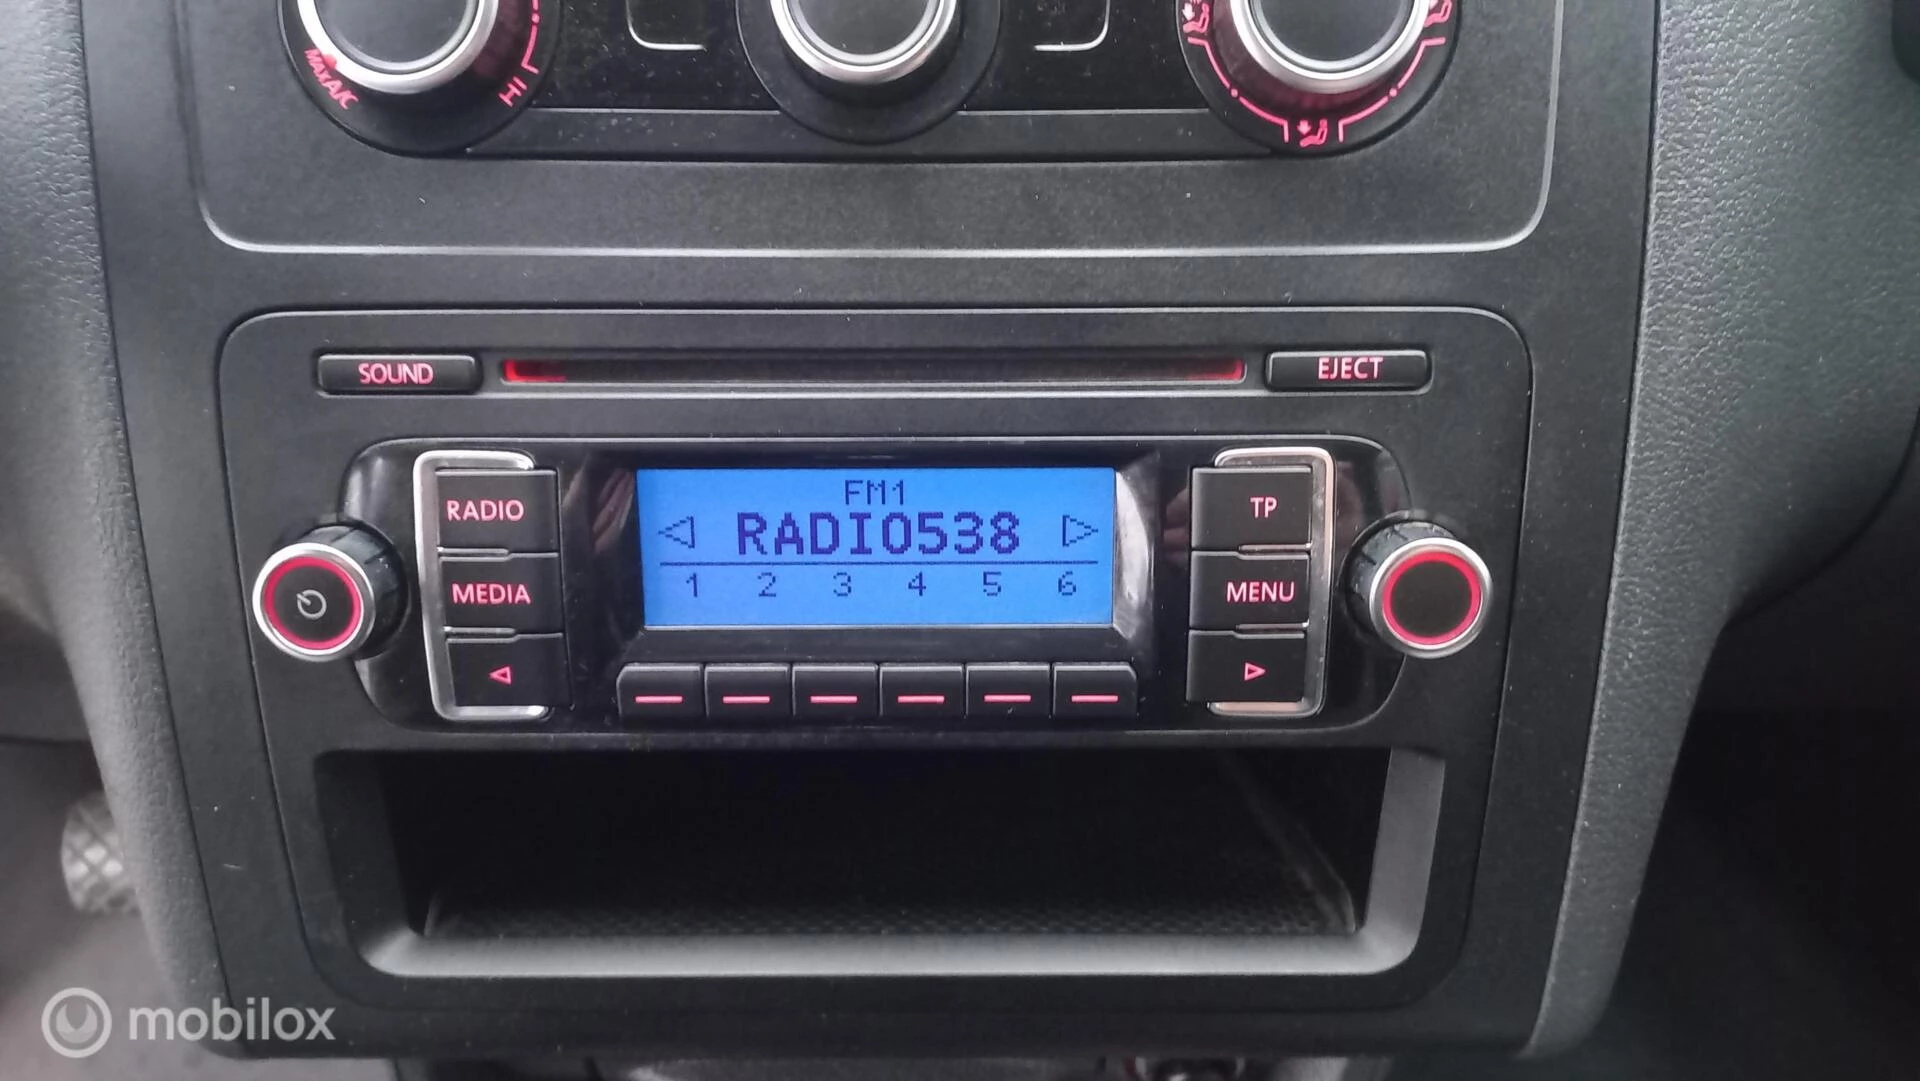 MAX A/C
HI
SOUND
EJECT
RADIO
MEDIA
FM1
RADIO538
1 2 3 4 5 6
TP
MENU
mobilox